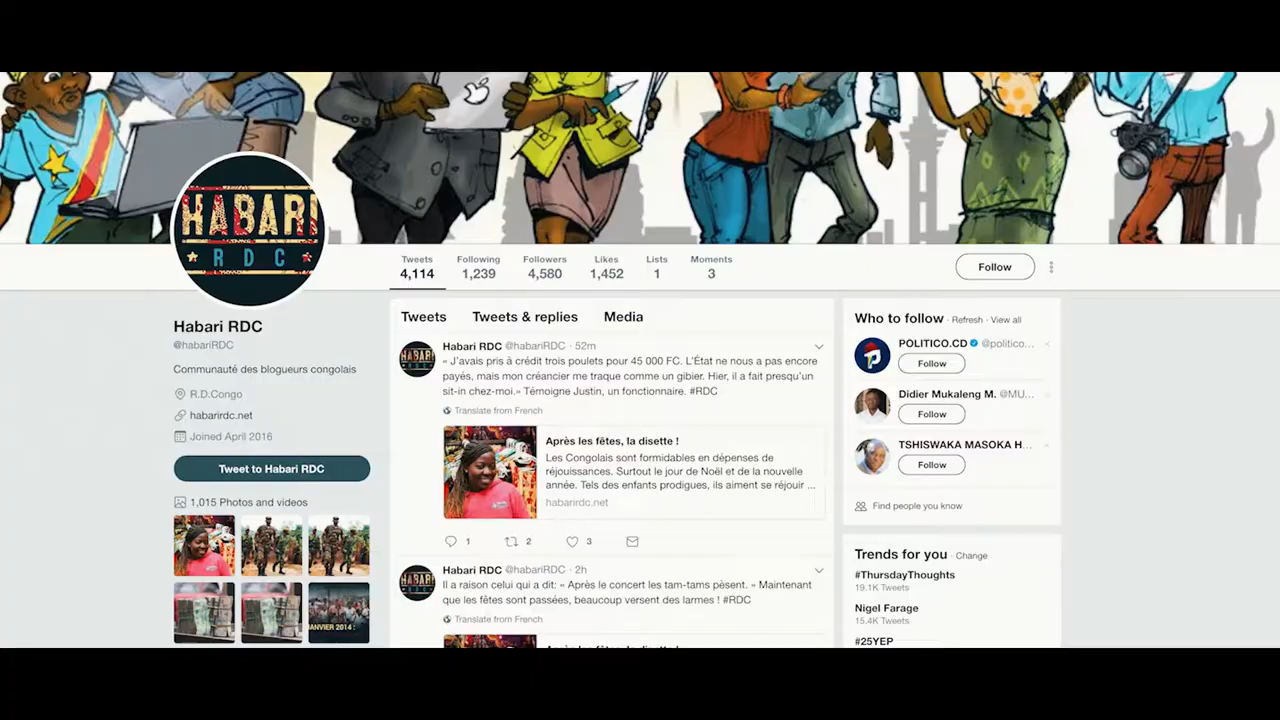 HABARI
R D C
Tweets
4,114
Following
1,239
Followers
4,580
Likes
1,452
Lists
1
Moments
3
Follow
Habari RDC
@habariRDC
Communauté des blogueurs congolais
R.D.Congo
habarirdc.net
Joined April 2016
Tweet to Habari RDC
1,015 Photos and videos
JANVIER 2014 :
Tweets Tweets & replies Media
HABARI
Habari RDC @habariRDC · 52m
« J'avais pris à crédit trois poulets pour 45 000 FC. L'État ne nous a pas encore
payés, mais mon créancier me traque comme un gibier. Hier, il a fait presqu'un
sit-in chez-moi.» Témoigne Justin, un fonctionnaire. #RDC
Translate from French
Après les fêtes, la disette !
Les Congolais sont formidables en dépenses de
réjouissances. Surtout le jour de Noël et de la nouvelle
année. Tels des enfants prodigues, ils aiment se réjouir ...
habarirdc.net
1 2 3
HABARI
Habari RDC @habariRDC · 2h
Il a raison celui qui a dit: « Après le concert les tam-tams pèsent. » Maintenant
que les fêtes sont passées, beaucoup versent des larmes ! #RDC
Translate from French
Après les fêtes, la disette !
Who to follow · Refresh · View all
POLITICO.CD @politico...
Follow
Didier Mukaleng M. @MU...
Follow
TSHISWAKA MASOKA H...
Follow
Find people you know
Trends for you · Change
#ThursdayThoughts
19.1K Tweets
Nigel Farage
15.4K Tweets
#25YEP